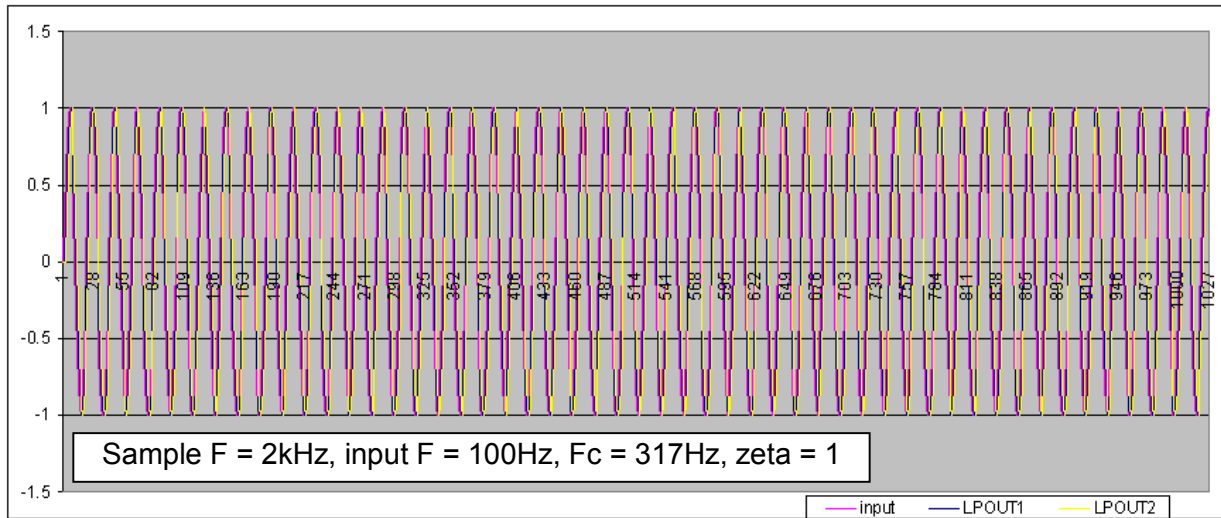 1.5
1
0.5
0
-0.5
-1
-1.5
1 28 55 82 109 136 163 190 217 244 271 298 325 352 379 406 433 460 487 514 541 568 595 622 649 676 703 730 757 784 811 838 865 892 919 946 973 1000 1027
Sample F = 2kHz, input F = 100Hz, Fc = 317Hz, zeta = 1
input LPOUT1 LPOUT2